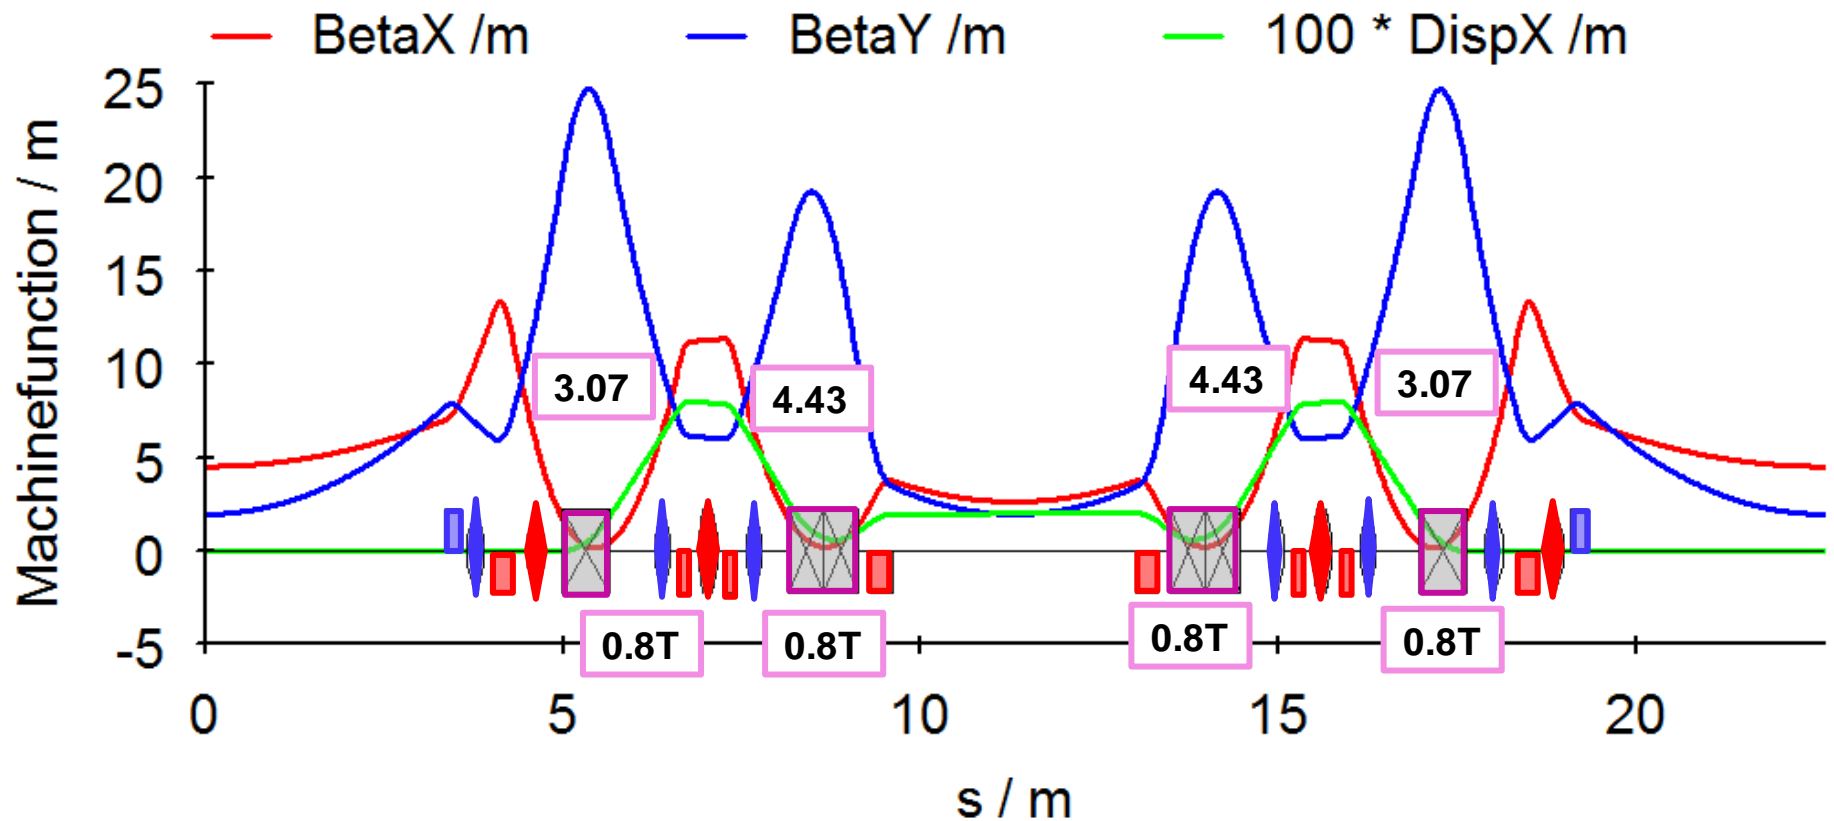 BetaX /m BetaY /m 100 * DispX /m
Machinefunction / m
25
20
15
10
5
0
-5
3.07
4.43
4.43
3.07
0.8T
0.8T
0.8T
0.8T
0 5 10 15 20
s / m